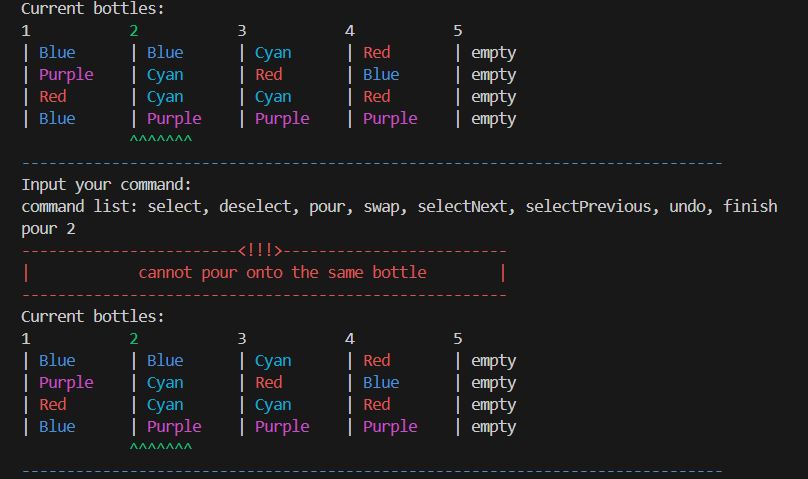 Current bottles:
1 2 3 4 5
| Blue | Blue | Cyan | Red | empty
| Purple | Cyan | Red | Blue | empty
| Red | Cyan | Cyan | Red | empty
| Blue | Purple | Purple | Purple | empty
^^^^^^^
------------------------------------------------------------------------------
Input your command:
command list: select, deselect, pour, swap, selectNext, selectPrevious, undo, finish
pour 2
------------------------<!!!>-------------------------
| cannot pour onto the same bottle |
------------------------------------------------------
Current bottles:
1 2 3 4 5
| Blue | Blue | Cyan | Red | empty
| Purple | Cyan | Red | Blue | empty
| Red | Cyan | Cyan | Red | empty
| Blue | Purple | Purple | Purple | empty
^^^^^^^
------------------------------------------------------------------------------